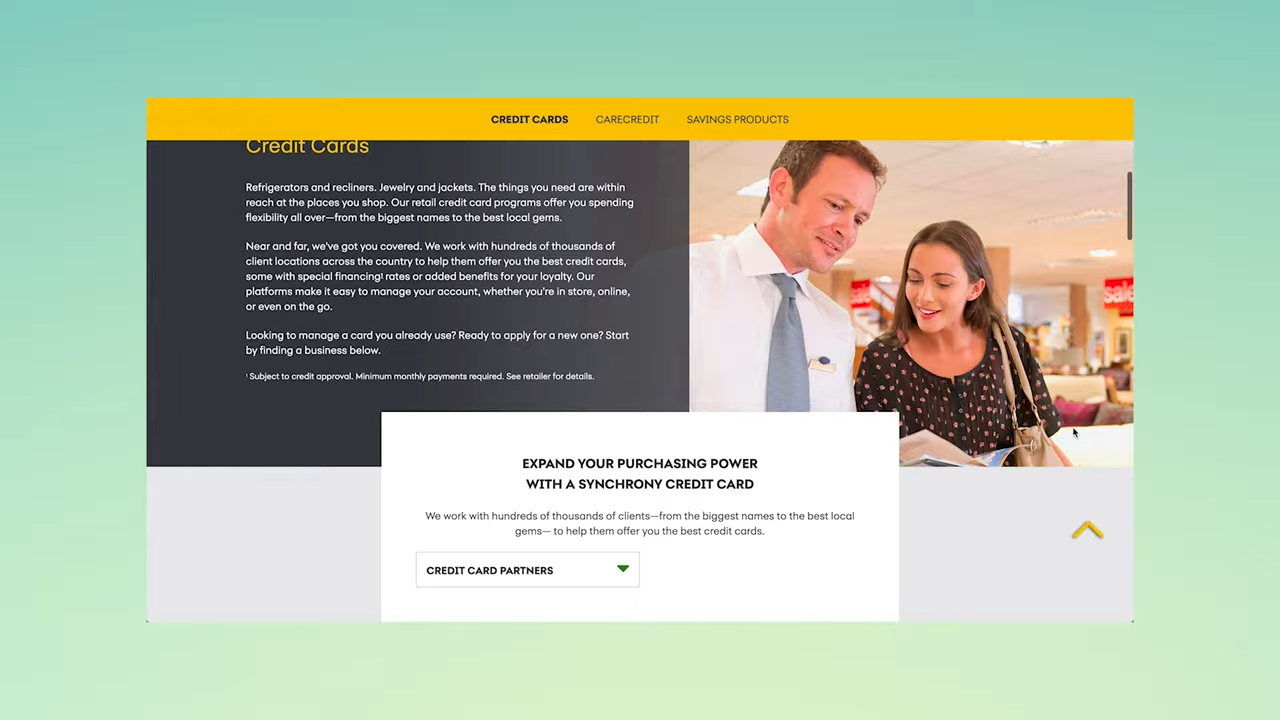 CREDIT CARDS CARECREDIT SAVINGS PRODUCTS
Credit Cards
Refrigerators and recliners. Jewelry and jackets. The things you need are within
reach at the places you shop. Our retail credit card programs offer you spending
flexibility all over—from the biggest names to the best local gems.
Near and far, we've got you covered. We work with hundreds of thousands of
client locations across the country to help them offer you the best credit cards,
some with special financing¹ rates or added benefits for your loyalty. Our
platforms make it easy to manage your account, whether you're in store, online,
or even on the go.
Looking to manage a card you already use? Ready to apply for a new one? Start
by finding a business below.
¹ Subject to credit approval. Minimum monthly payments required. See retailer for details.
sale
sale
EXPAND YOUR PURCHASING POWER
WITH A SYNCHRONY CREDIT CARD
We work with hundreds of thousands of clients—from the biggest names to the best local
gems— to help them offer you the best credit cards.
CREDIT CARD PARTNERS